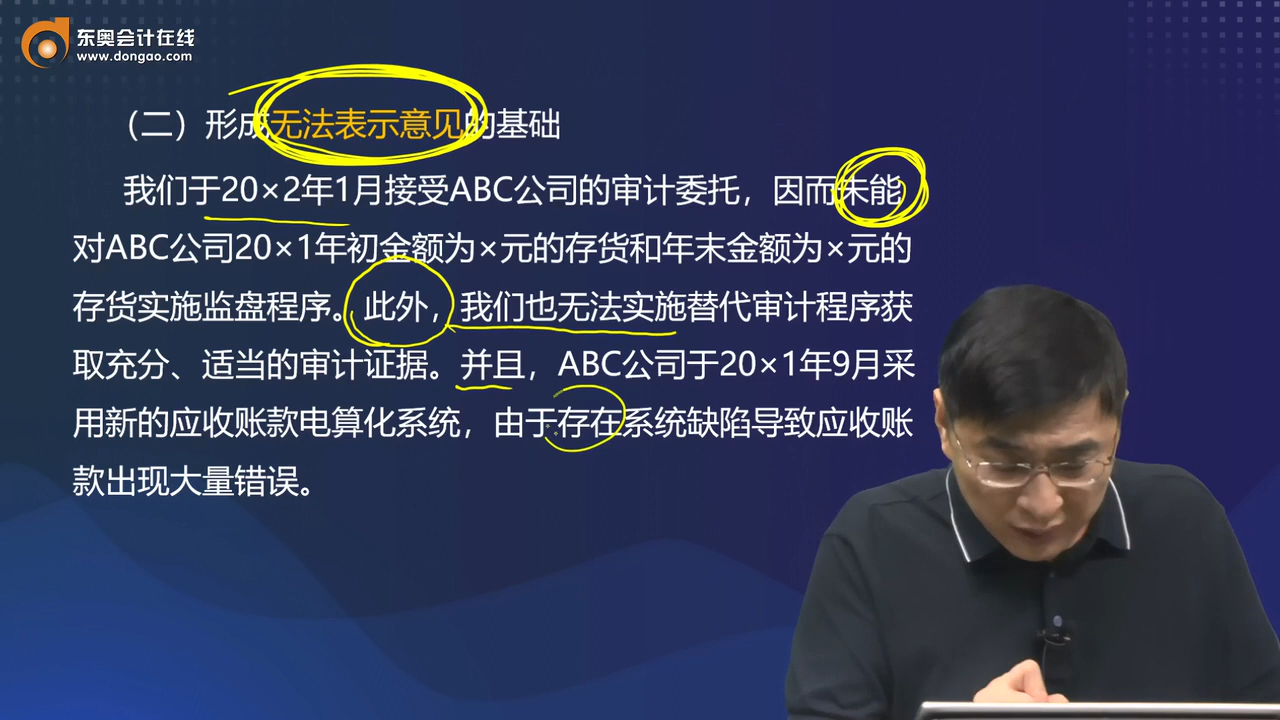 东奥会计在线
www.dongao.com
（二）形成无法表示意见的基础
我们于20×2年1月接受ABC公司的审计委托，因而未能
对ABC公司20×1年初金额为×元的存货和年末金额为×元的
存货实施监盘程序。此外，我们也无法实施替代审计程序获
取充分、适当的审计证据。并且，ABC公司于20×1年9月采
用新的应收账款电算化系统，由于存在系统缺陷导致应收账
款出现大量错误。